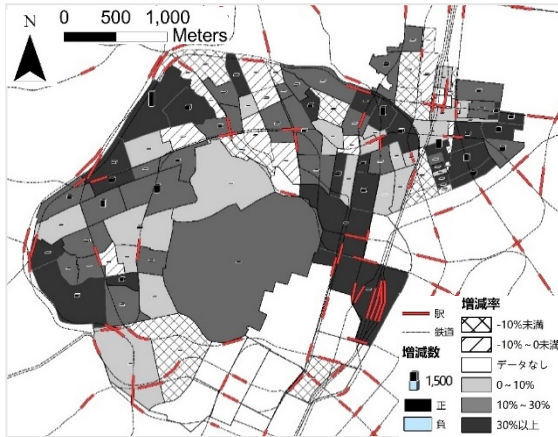 N
0 500 1,000
Meters
駅
鉄道
増減数
1,500
正
負
増減率
-10%未満
-10%~0未満
データなし
0~10%
10%~30%
30%以上